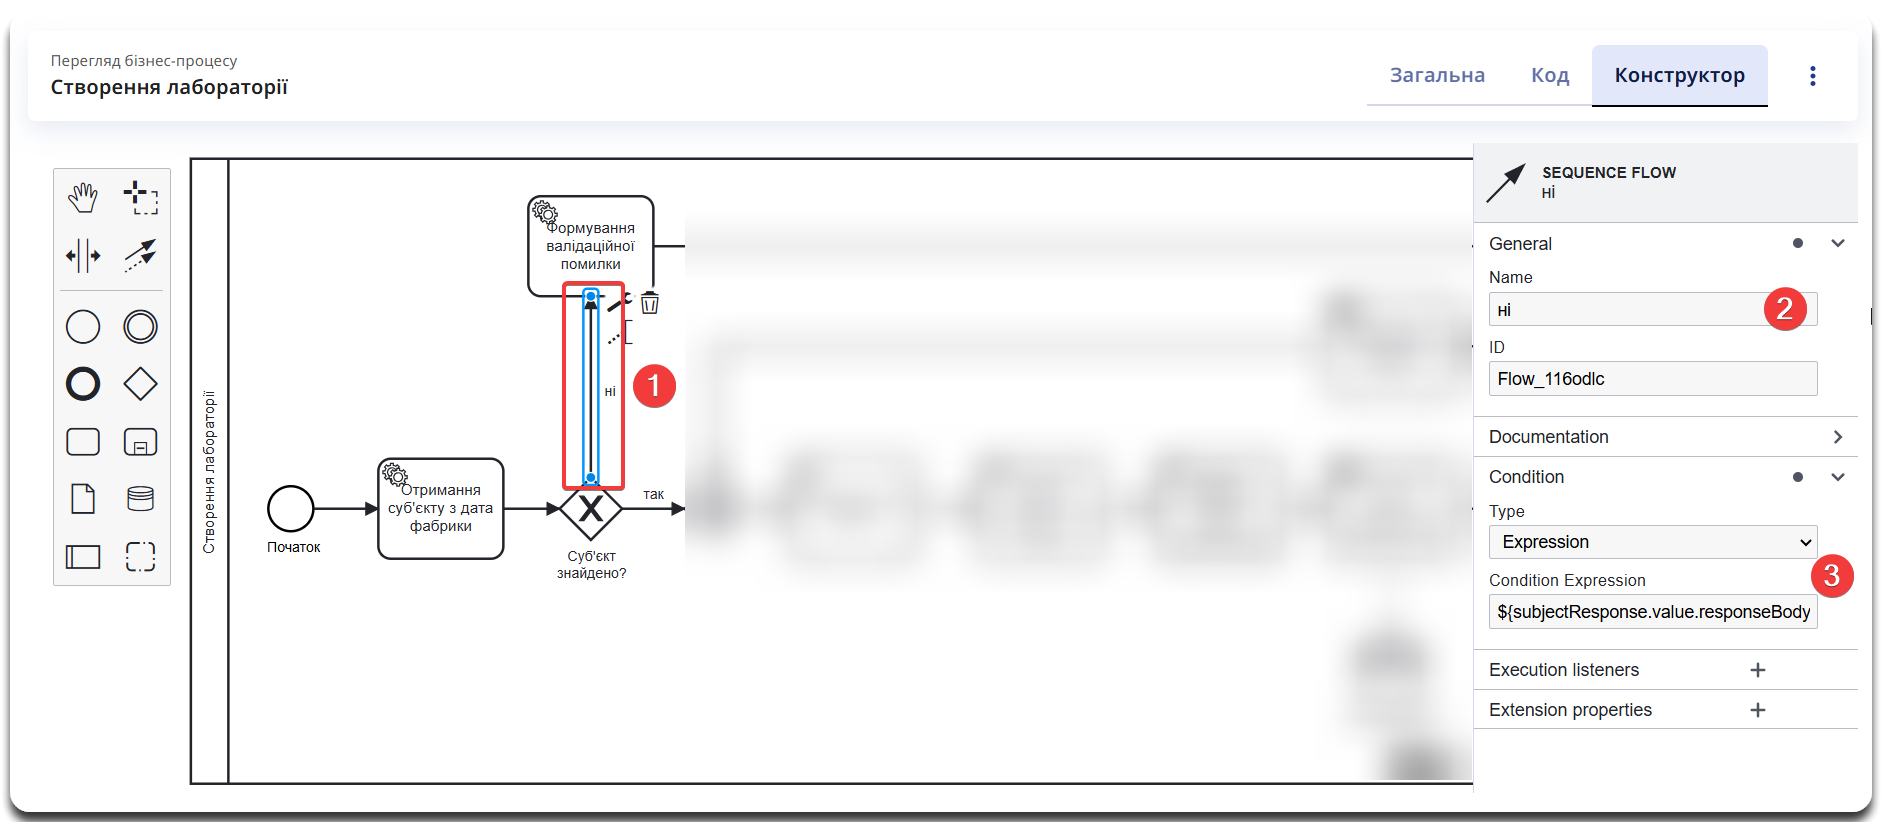 Перегляд бізнес-процесу
Створення лабораторії
Загальна
Код
Конструктор
Створення лабораторії
Формування
валідаційної
помилки
ні
1
Початок
Отримання
суб'єкту з дата
фабрики
X
так
Суб'єкт
знайдено?
SEQUENCE FLOW
ні
General
Name
ні
2
ID
Flow_116odlc
Documentation
Condition
Type
Expression
3
Condition Expression
${subjectResponse.value.responseBody
Execution listeners
Extension properties